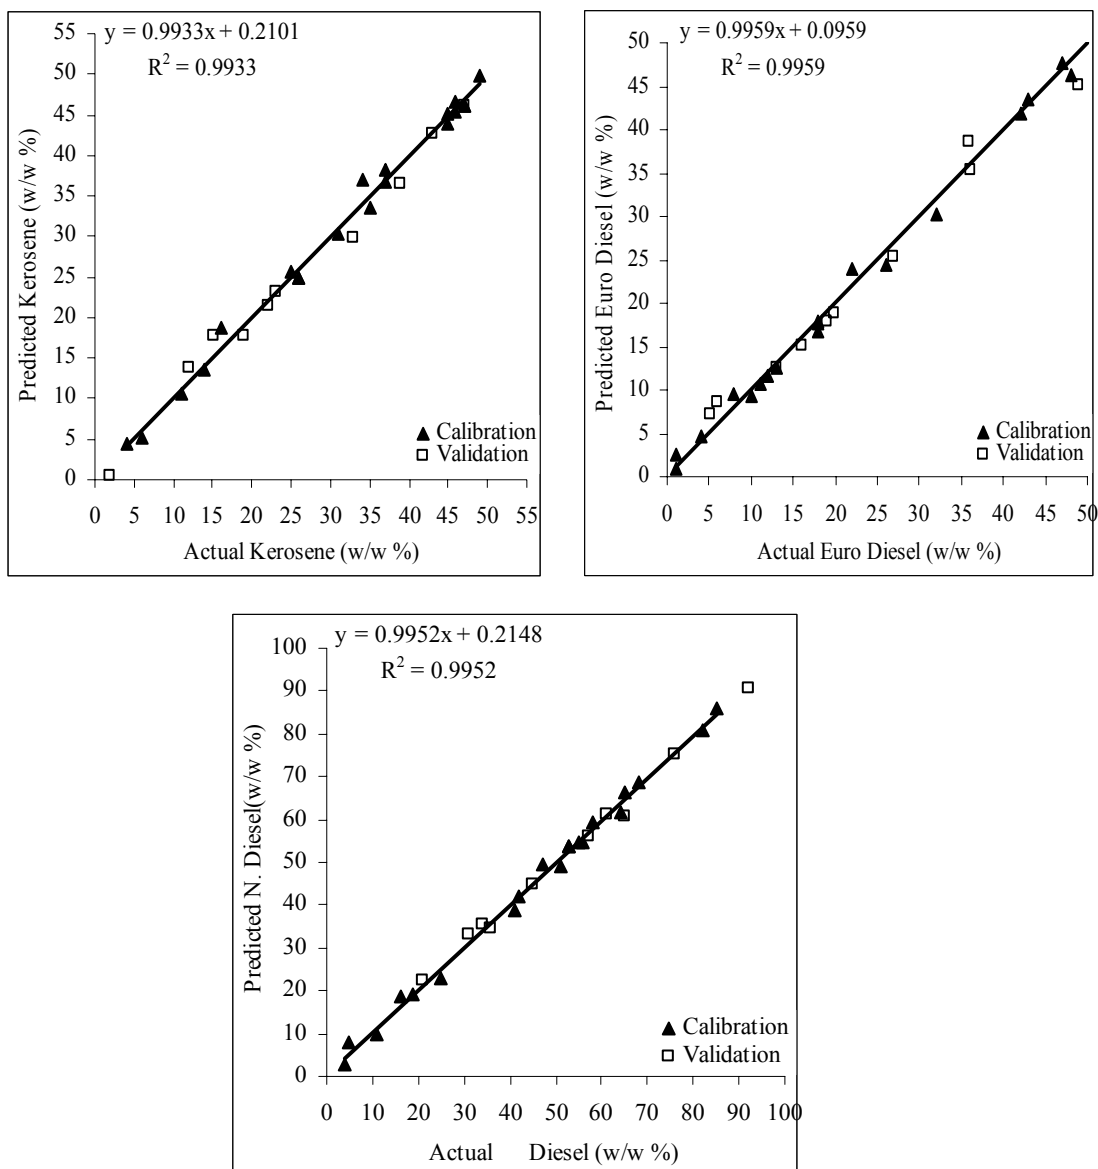 y = 0.9933x + 0.2101
R² = 0.9933
55
50
45
40
35
30
25
20
15
10
5
0
Predicted Kerosene (w/w %)
▲ Calibration
□ Validation
0 5 10 15 20 25 30 35 40 45 50 55
Actual Kerosene (w/w %)
y = 0.9959x + 0.0959
R² = 0.9959
50
45
40
35
30
25
20
15
10
5
0
Predicted Euro Diesel (w/w %)
▲ Calibration
□ Validation
0 5 10 15 20 25 30 35 40 45 50
Actual Euro Diesel (w/w %)
y = 0.9952x + 0.2148
R² = 0.9952
100
90
80
70
60
50
40
30
20
10
0
Predicted N. Diesel(w/w %)
▲ Calibration
□ Validation
0 10 20 30 40 50 60 70 80 90 100
Actual Diesel (w/w %)